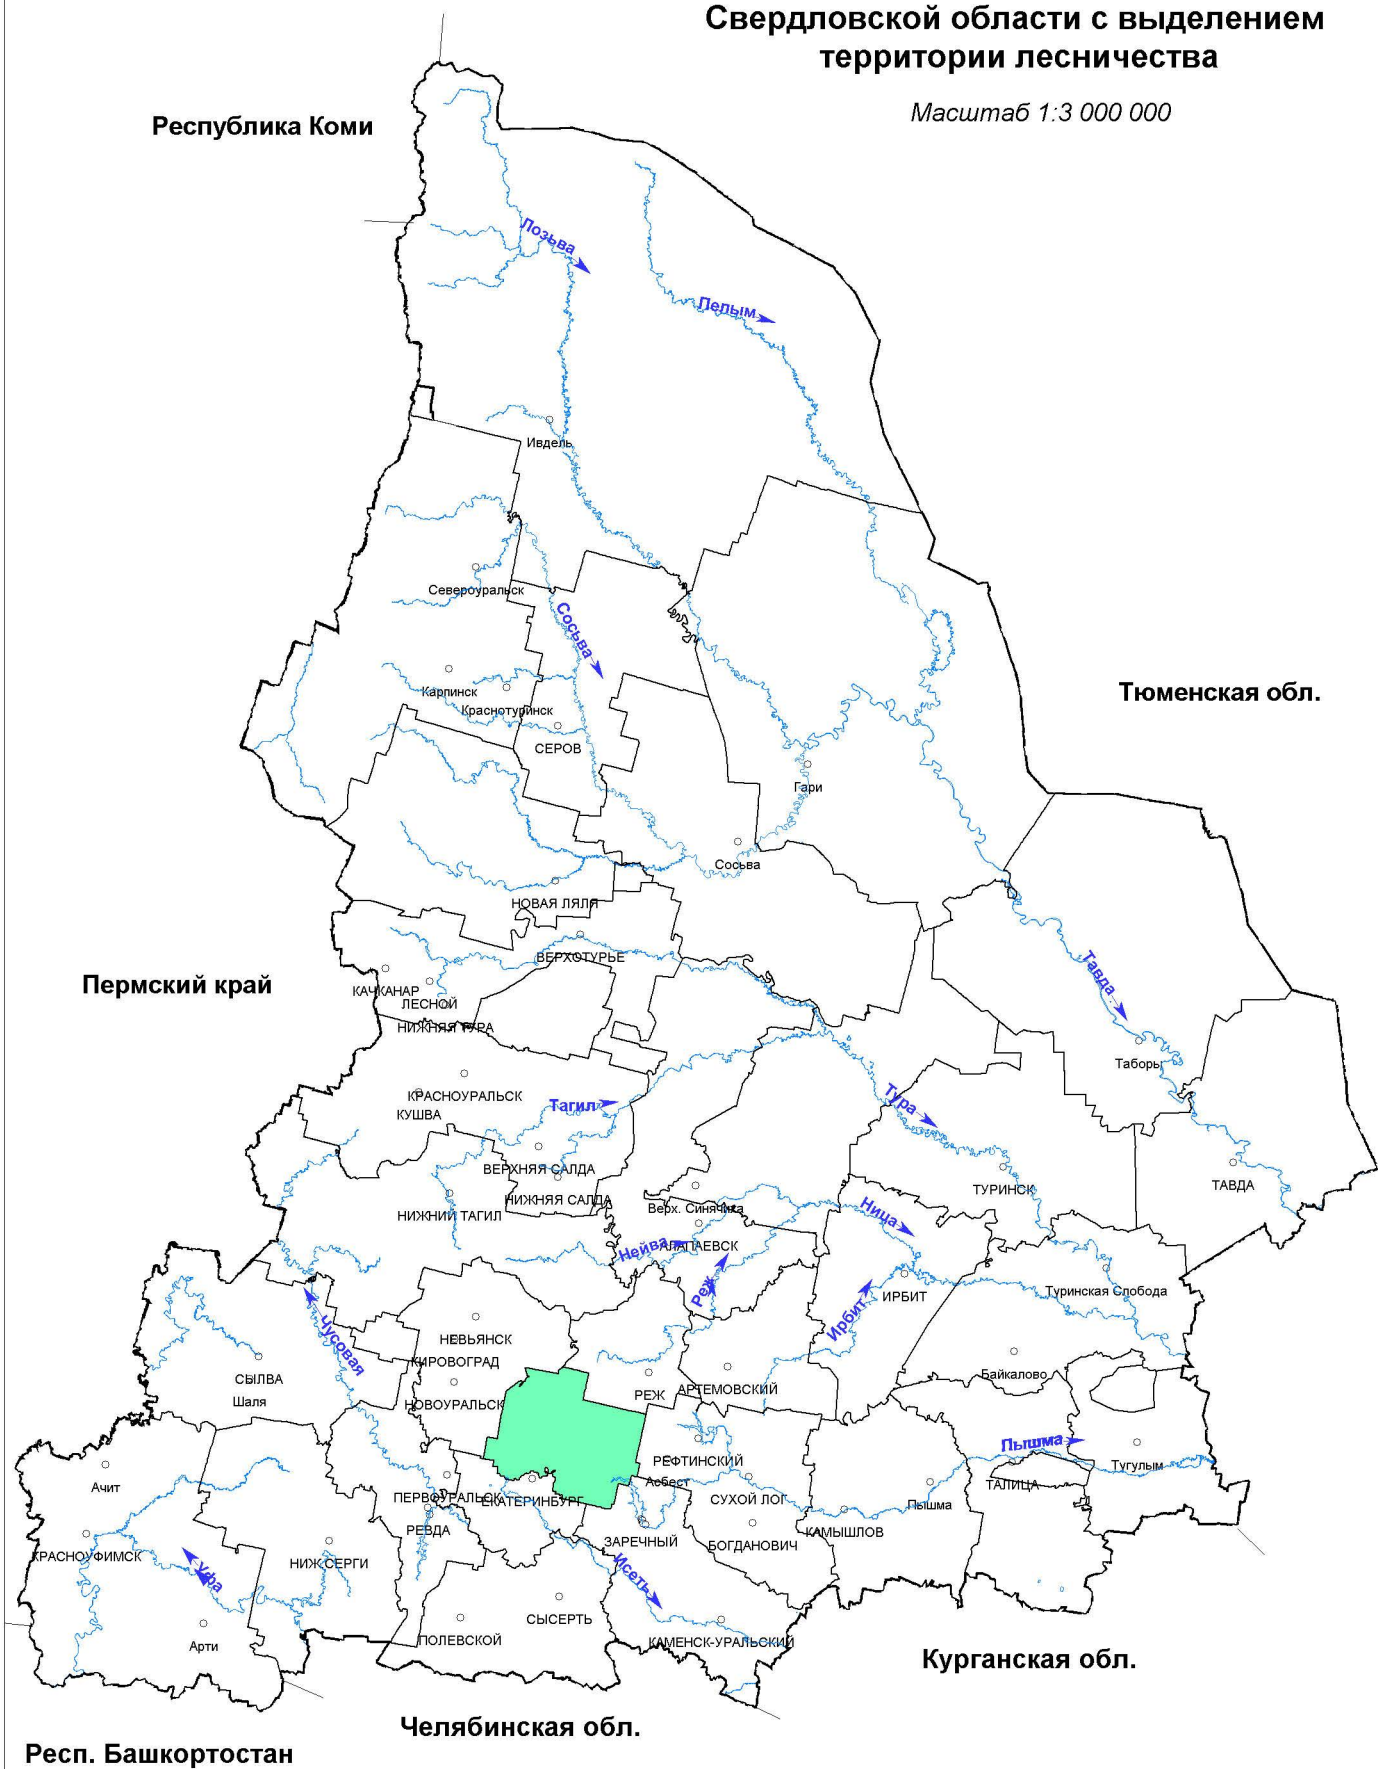 Свердловской области с выделением
территории лесничества
Масштаб 1:3 000 000
Республика Коми
Лозьва
Пелым
Ивдель
Североуральск
Сосьва
Карпинск
Краснотурinск
СЕРОВ
Тюменская обл.
Гари
Сосьва
НОВАЯ ЛЯЛЯ
ВЕРХОТУРЬЕ
Пермский край
КАЧКАНАР
ЛЕСНОЙ
НИЖНЯЯ ТУРА
Тавда
Таборы
КРАСНОУРАЛЬСК
КУШВА
Тагил
Тура
ВЕРХНЯЯ САЛДА
НИЖНЯЯ САЛДА
НИЖНИЙ ТАГИЛ
ТУРИНСК
ТАВДА
Верх. Синячиха
Ница
Нейва
АЛАПАЕВСК
Реж
Ирбит
ИРБИТ
Туринская Слобода
Чусовая
НЕВЬЯНСК
КИРОВОГРАД
СЫЛВА
Шаля
НОВОУРАЛЬСК
РЕЖ
АРТЕМОВСКИЙ
Байкалово
Пышма
Тугулым
РЕФТИНСКИЙ
Асбест
ТАЛИЦА
Ачит
ПЕРВОУРАЛЬСК
ЕКАТЕРИНБУРГ
СУХОЙ ЛОГ
Пышма
РЕВДА
ЗАРЕЧНЫЙ
БОГДАНОВИЧ
КАМЫШЛОВ
КРАСНОУФИМСК
НИЖ.СЕРГИ
Уфа
Исеть
Арти
СЫСЕРТЬ
ПОЛЕВСКОЙ
КАМЕНСК-УРАЛЬСКИЙ
Курганская обл.
Челябинская обл.
Респ. Башкортостан